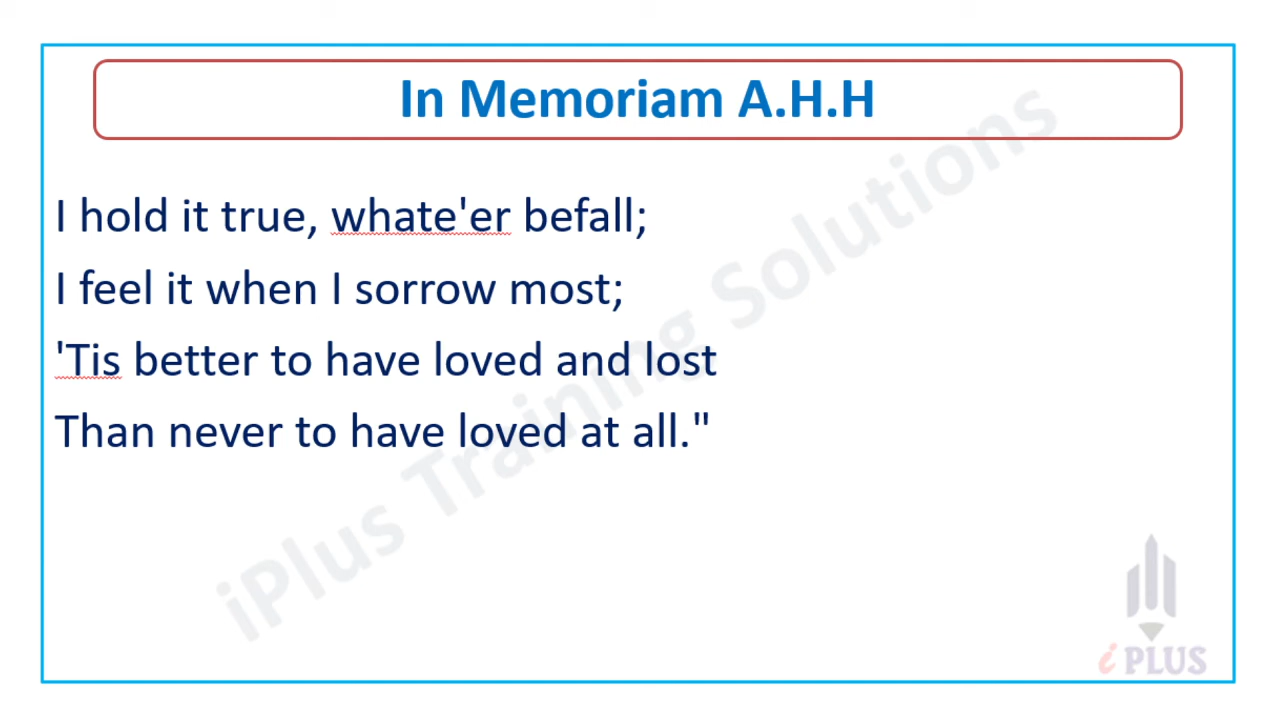 In Memoriam A.H.H
I hold it true, whate'er befall;
I feel it when I sorrow most;
'Tis better to have loved and lost
Than never to have loved at all."
iPlus Training Solutions
i PLUS